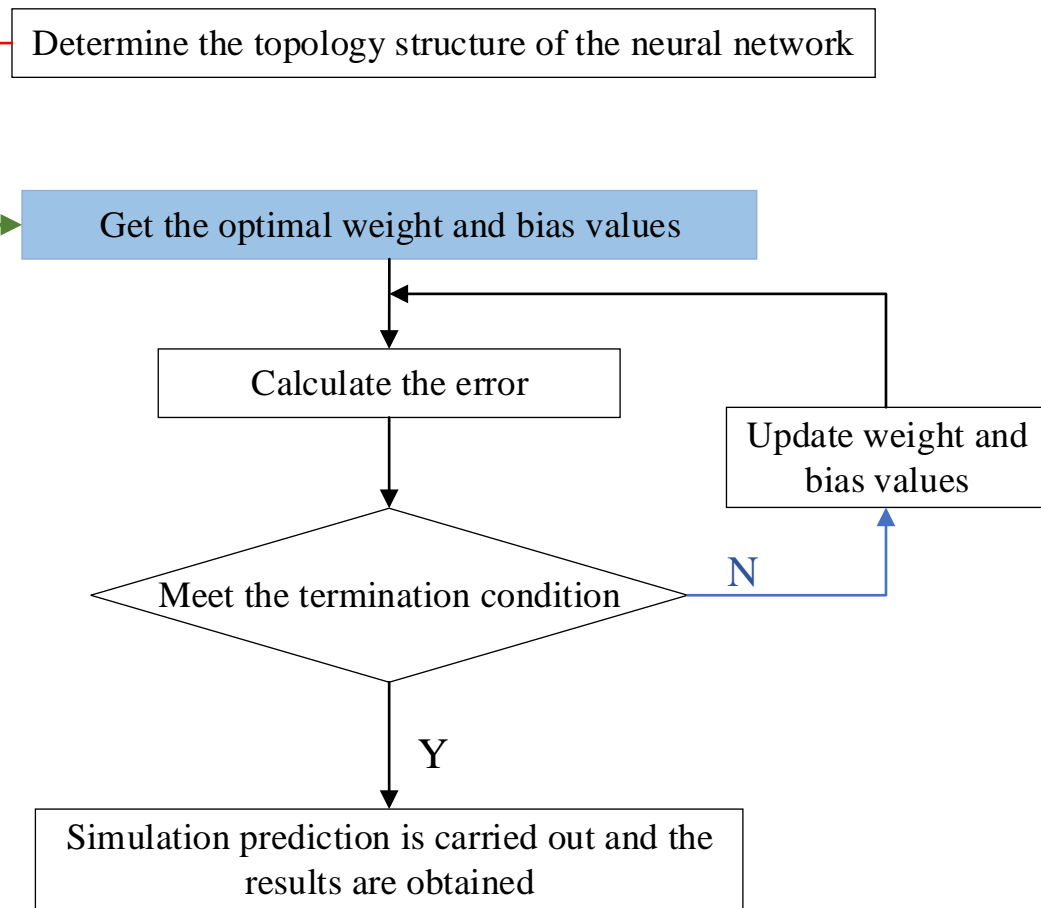 Determine the topology structure of the neural network
Get the optimal weight and bias values
Calculate the error
Update weight and
bias values
Meet the termination condition
N
Y
Simulation prediction is carried out and the
results are obtained